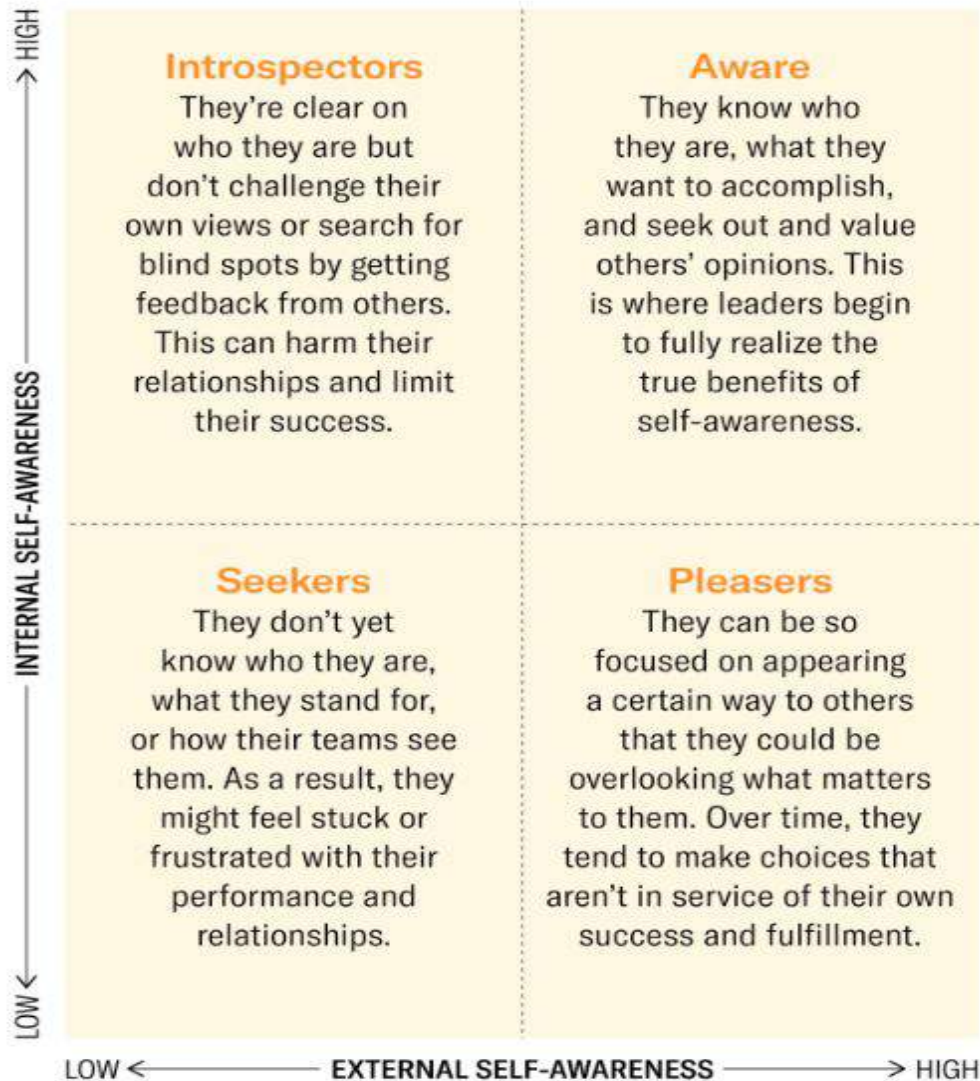 HIGH
INTERNAL SELF-AWARENESS
LOW
Introspectors
They’re clear on
who they are but
don’t challenge their
own views or search for
blind spots by getting
feedback from others.
This can harm their
relationships and limit
their success.
Aware
They know who
they are, what they
want to accomplish,
and seek out and value
others’ opinions. This
is where leaders begin
to fully realize the
true benefits of
self-awareness.
Seekers
They don’t yet
know who they are,
what they stand for,
or how their teams see
them. As a result, they
might feel stuck or
frustrated with their
performance and
relationships.
Pleasers
They can be so
focused on appearing
a certain way to others
that they could be
overlooking what matters
to them. Over time, they
tend to make choices that
aren’t in service of their own
success and fulfillment.
LOW EXTERNAL SELF-AWARENESS HIGH